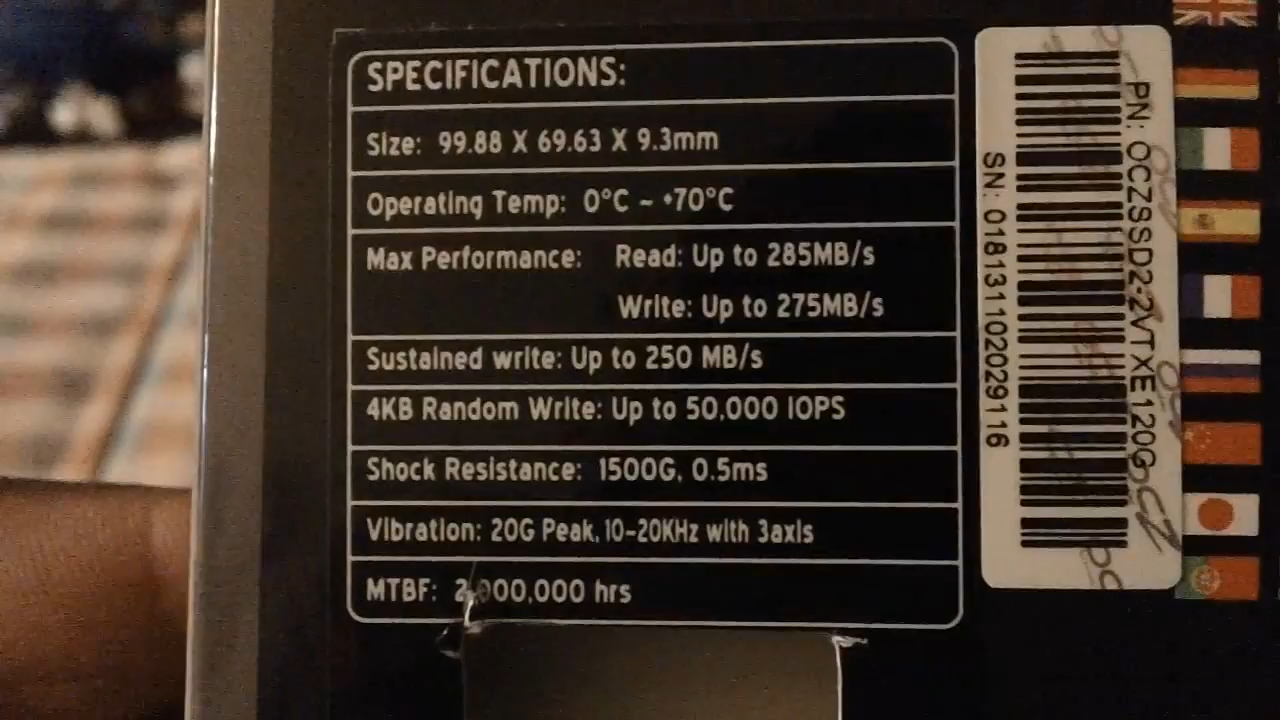 SPECIFICATIONS:
Size: 99.88 X 69.63 X 9.3mm
Operating Temp: 0°C ~ +70°C
Max Performance: Read: Up to 285MB/s
Write: Up to 275MB/s
Sustained write: Up to 250 MB/s
4KB Random Write: Up to 50,000 IOPS
Shock Resistance: 1500G, 0.5ms
Vibration: 20G Peak, 10-20KHz with 3axis
MTBF: 2,000,000 hrs
PN: OCZSSD2-2VTXE120G
SN: 0181311020029116